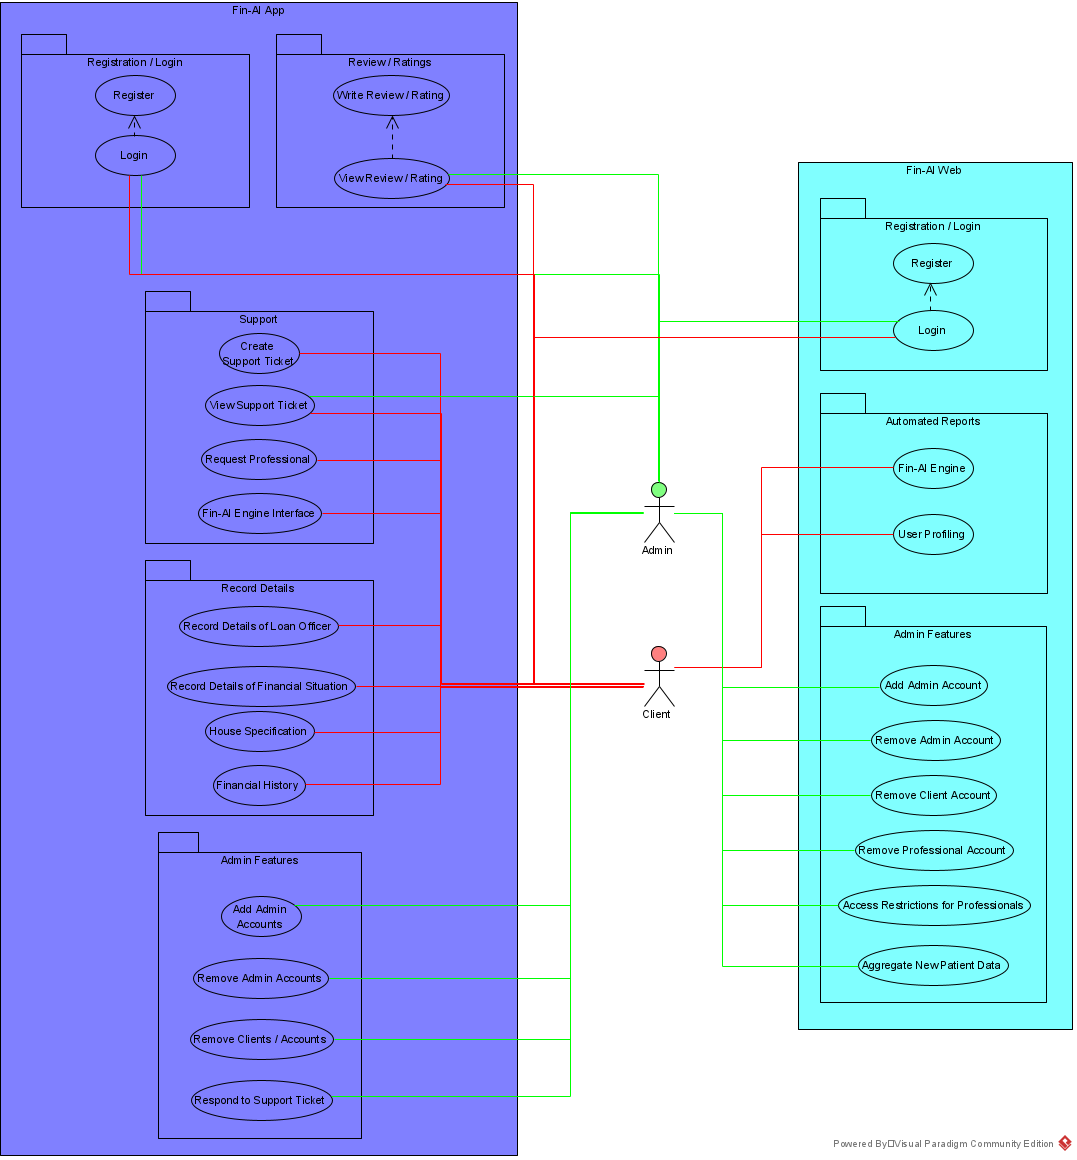 Fin-AI App
Registration / Login
Register
Login
Review / Ratings
Write Review / Rating
View Review / Rating
Support
Create
Support Ticket
View Support Ticket
Request Professional
Fin-AI Engine Interface
Record Details
Record Details of Loan Officer
Record Details of Financial Situation
House Specification
Financial History
Admin Features
Add Admin
Accounts
Remove Admin Accounts
Remove Clients / Accounts
Respond to Support Ticket
Admin
Client
Fin-AI Web
Registration / Login
Register
Login
Automated Reports
Fin-AI Engine
User Profiling
Admin Features
Add Admin Account
Remove Admin Account
Remove Client Account
Remove Professional Account
Access Restrictions for Professionals
Aggregate New Patient Data
Powered By Visual Paradigm Community Edition